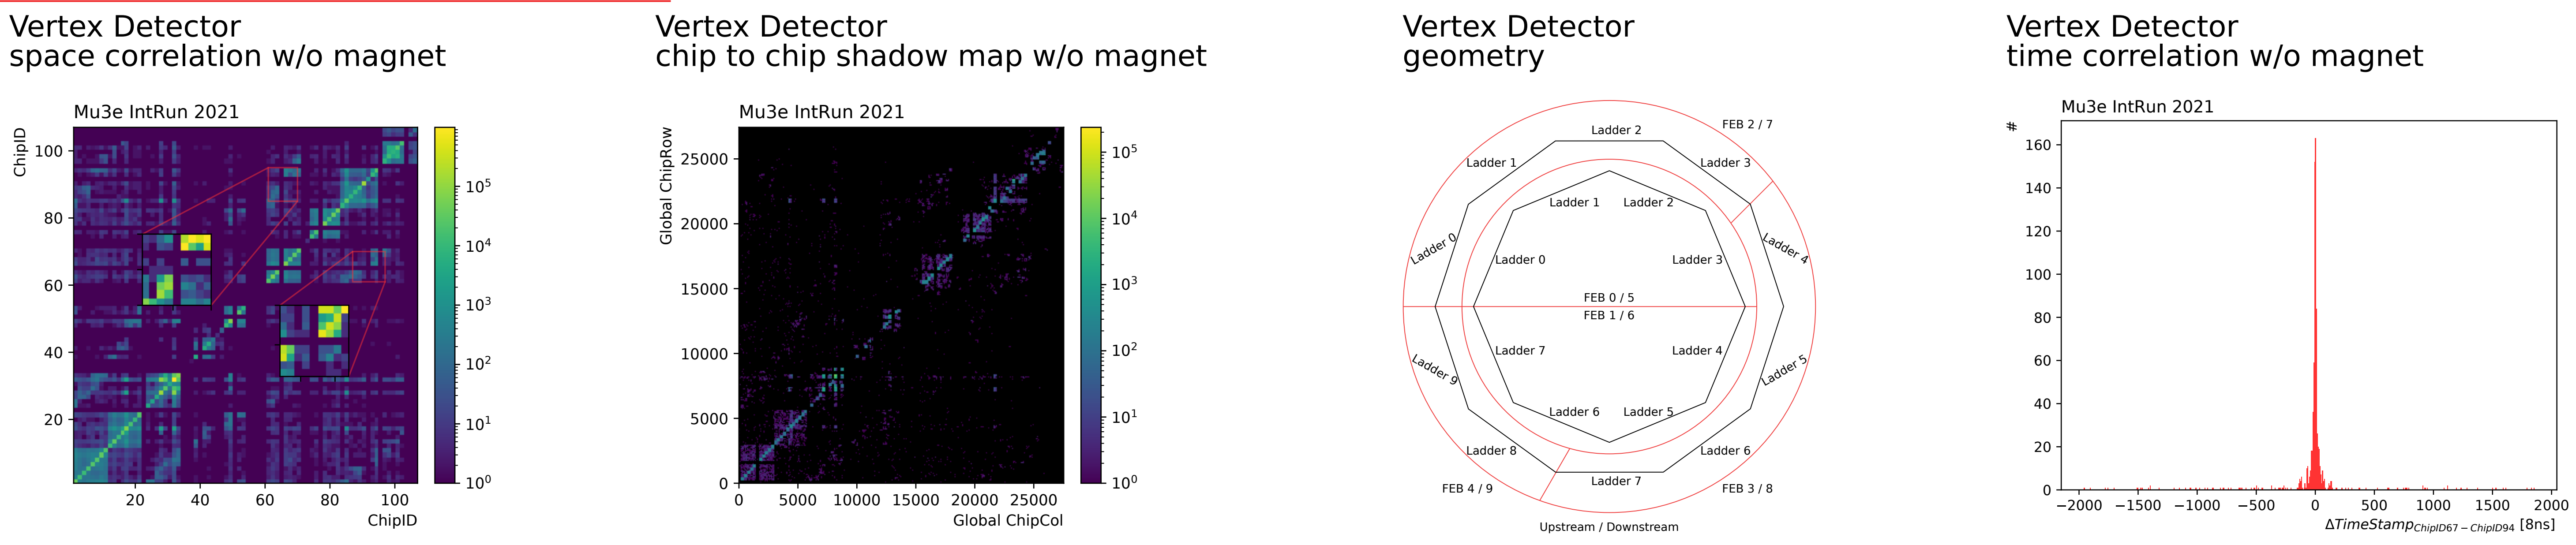 Vertex Detector
space correlation w/o magnet
Mu3e IntRun 2021
ChipID
100
80
60
40
20
20 40 60 80 100
ChipID
10^5
10^4
10^3
10^2
10^1
10^0
Vertex Detector
chip to chip shadow map w/o magnet
Mu3e IntRun 2021
Global ChipRow
25000
20000
15000
10000
5000
0
0 5000 10000 15000 20000 25000
Global ChipCol
10^5
10^4
10^3
10^2
10^1
10^0
Vertex Detector
geometry
FEB 2 / 7
Ladder 2
Ladder 1
Ladder 3
Ladder 1 Ladder 2
Ladder 0
Ladder 4
Ladder 0 Ladder 3
FEB 0 / 5
FEB 1 / 6
Ladder 7 Ladder 4
Ladder 9
Ladder 5
Ladder 6 Ladder 5
Ladder 8 Ladder 6
Ladder 7
FEB 4 / 9 FEB 3 / 8
Upstream / Downstream
Vertex Detector
time correlation w/o magnet
Mu3e IntRun 2021
#
160
140
120
100
80
60
40
20
0
−2000 −1500 −1000 −500 0 500 1000 1500 2000
ΔTimeStamp_{ChipID67−ChipID94} [8ns]